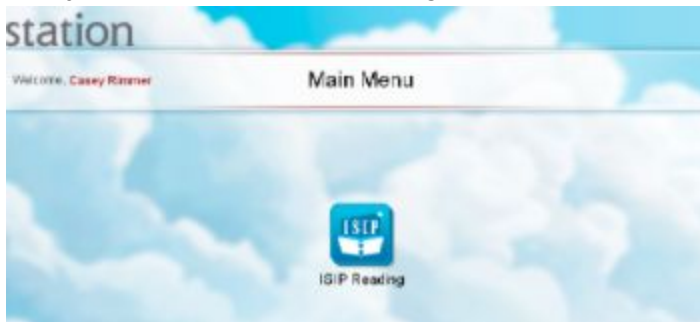 station
Welcome, Casey Rimmer
Main Menu
ISIP
ISIP Reading